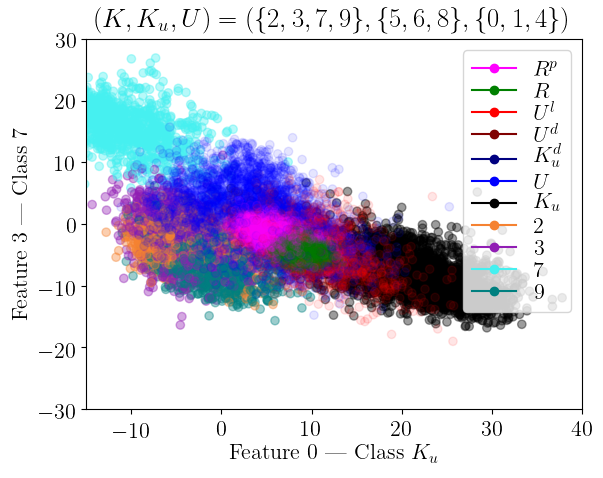 (K, K_u, U) = ({2, 3, 7, 9}, {5, 6, 8}, {0, 1, 4})
30
20
10
0
−10
−20
−30
Feature 3 — Class 7
R^p
R
U^l
U^d
K_u^d
U
K_u
2
3
7
9
−10
0
10
20
30
40
Feature 0 — Class K_u